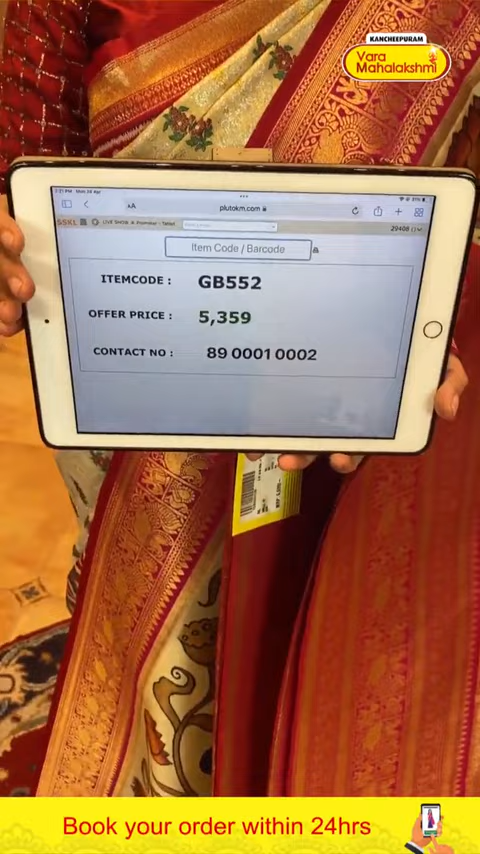 KANCHEEPURAM
Vara
Mahalakshmi
plutokm.com
Item Code / Barcode
ITEMCODE : GB552
OFFER PRICE : 5,359
CONTACT NO : 89 0001 0002
Book your order within 24hrs